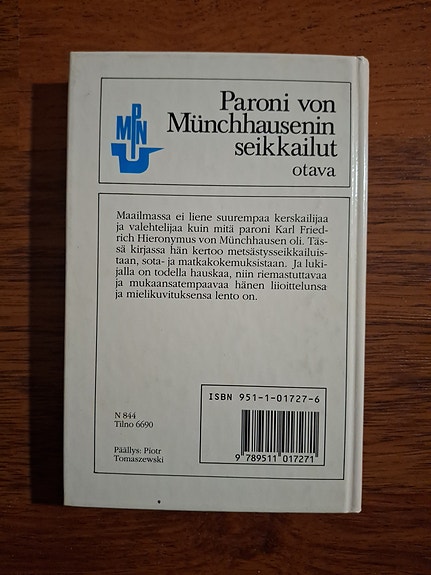 MPNU
Paroni von
Münchhausenin
seikkailut
otava
Maailmassa ei liene suurempaa kerskailijaa
ja valehtelijaa kuin mitä paroni Karl Fried-
rich Hieronymus von Münchhausen oli. Täs-
sä kirjassa hän kertoo metsästysseikkailuis-
taan, sota- ja matkakokemuksistaan. Ja luki-
jalla on todella hauskaa, niin riemastuttavaa
ja mukaansatempaavaa hänen liioittelunsa
ja mielikuvituksensa lento on.
ISBN 951-1-01727-6
N 844
Tilno 6690
Päällys: Piotr
Tomaszewski
9 789511 017271